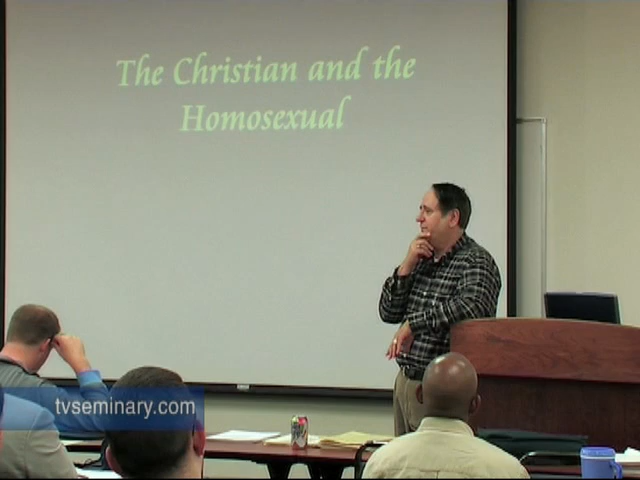 The Christian and the
Homosexual
tvseminary.com